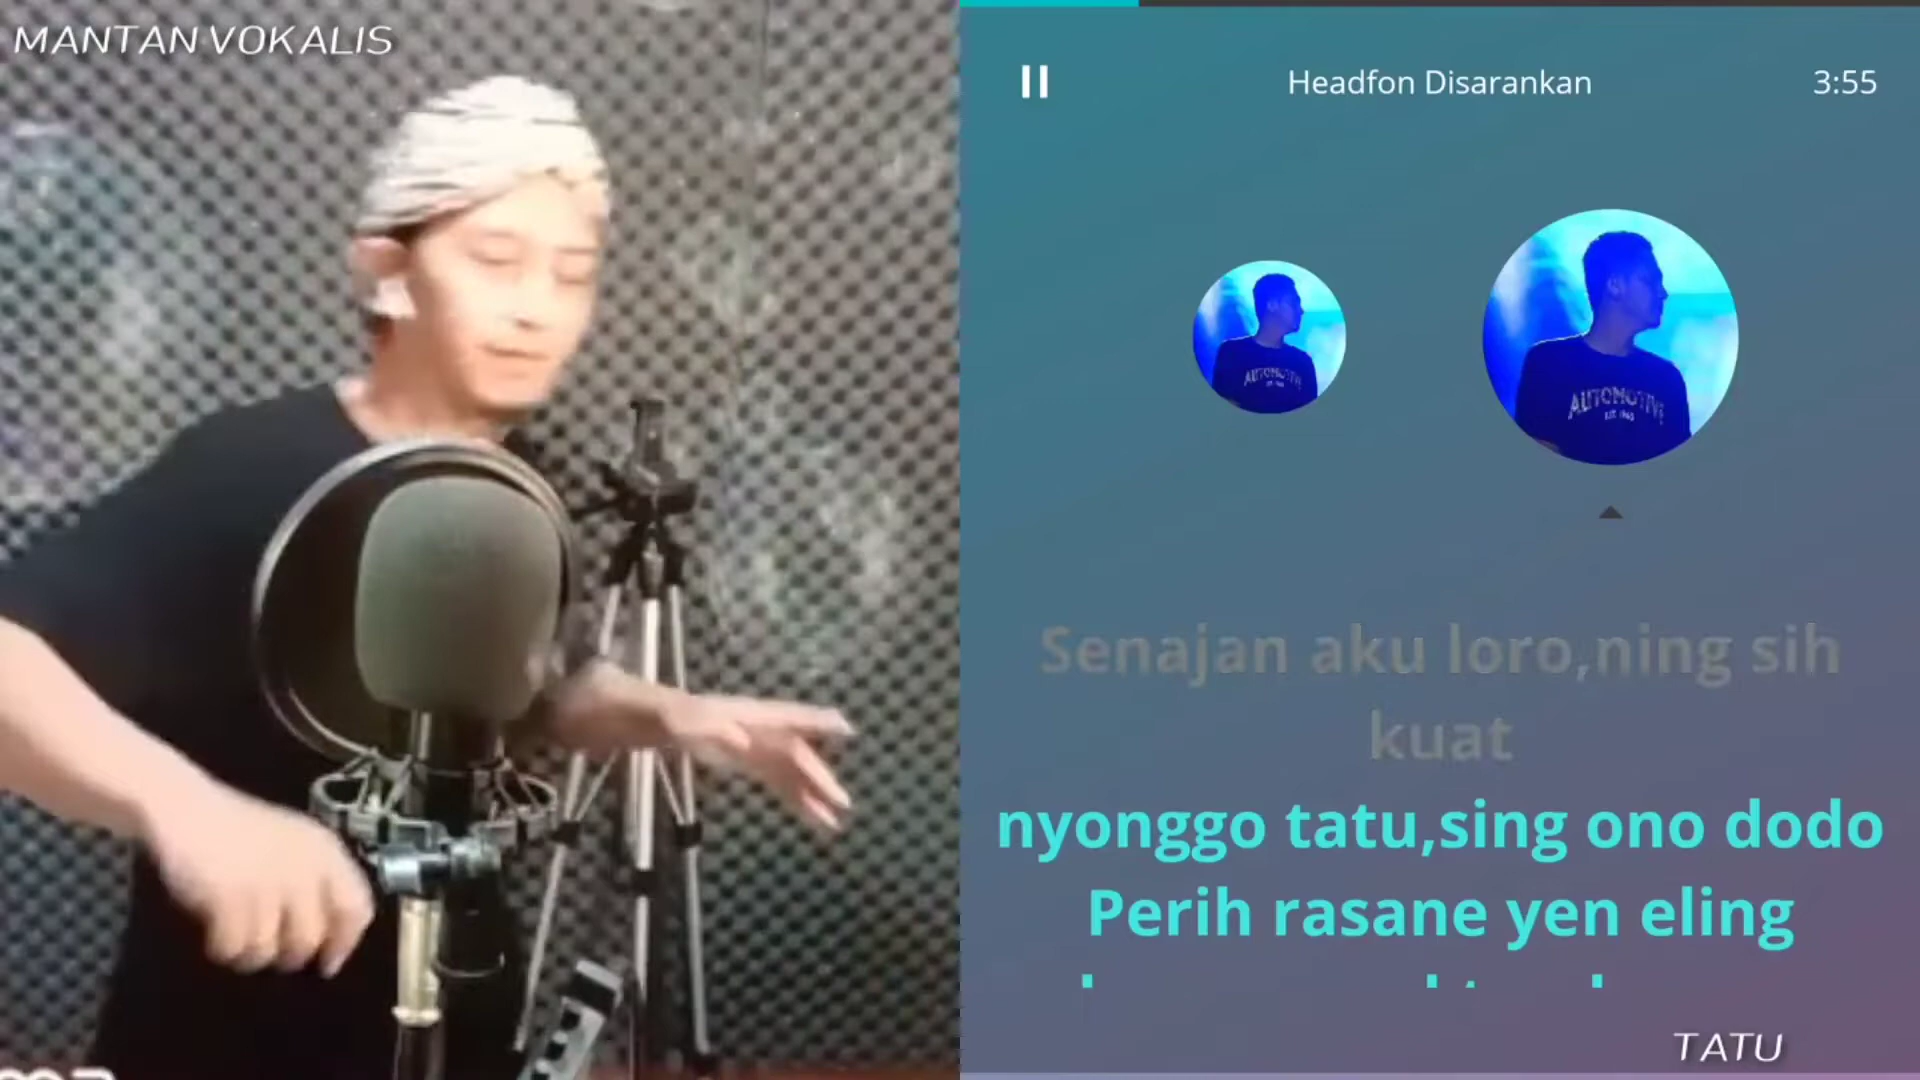 MANTAN VOKALIS
Headfon Disarankan
3:55
AUTOMOTIVE
AUTOMOTIVE
Senajan aku loro,ning sih
kuat
nyonggo tatu,sing ono dodo
Perih rasane yen eling
TATU